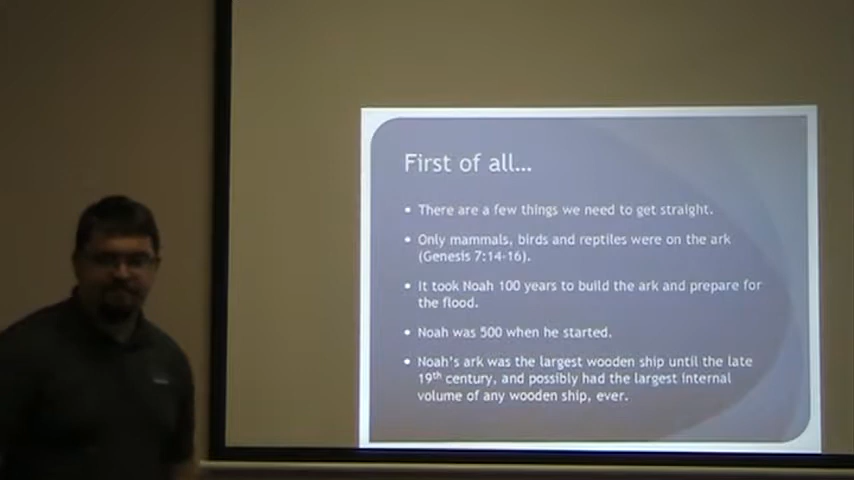 First of all...
• There are a few things we need to get straight.
• Only mammals, birds and reptiles were on the ark
(Genesis 7:14-16).
• It took Noah 100 years to build the ark and prepare for
the flood.
• Noah was 500 when he started.
• Noah's ark was the largest wooden ship until the late
19th century, and possibly had the largest internal
volume of any wooden ship, ever.